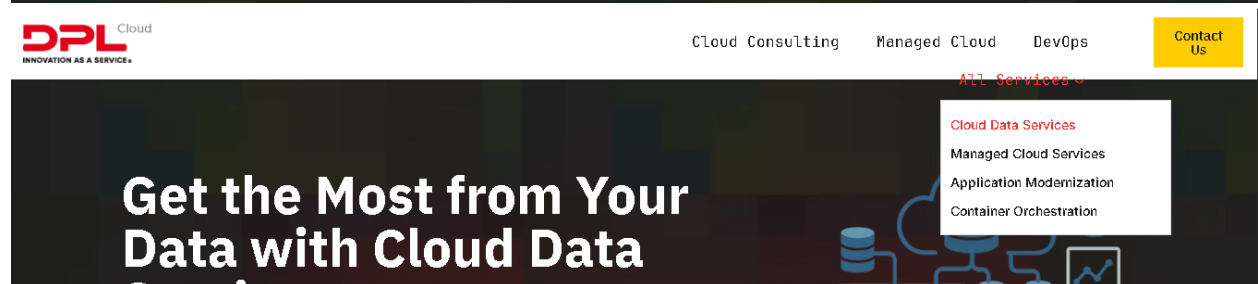 DPL Cloud
INNOVATION AS A SERVICE®
Cloud Consulting Managed Cloud DevOps
Contact
Us
All Services
Cloud Data Services
Managed Cloud Services
Application Modernization
Container Orchestration
Get the Most from Your
Data with Cloud Data